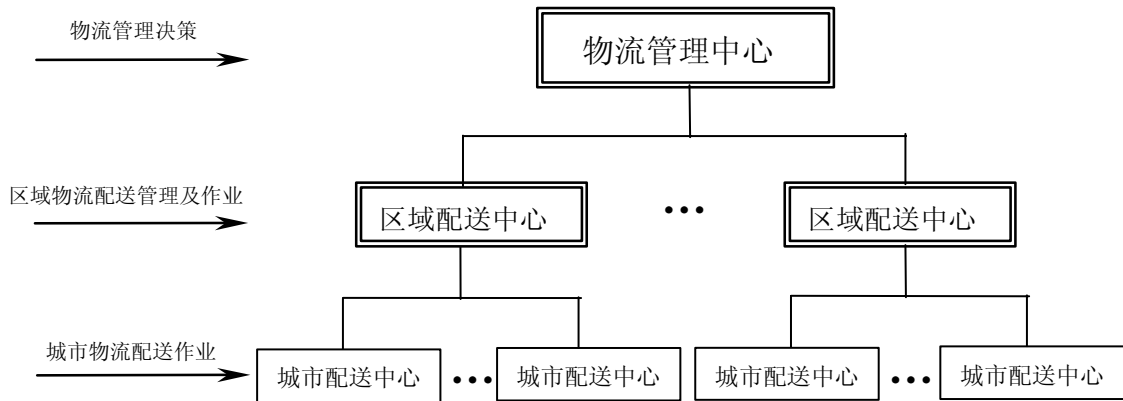 物流管理决策
物流管理中心
区域物流配送管理及作业
区域配送中心
•••
区域配送中心
城市物流配送作业
城市配送中心
•••
城市配送中心
城市配送中心
•••
城市配送中心